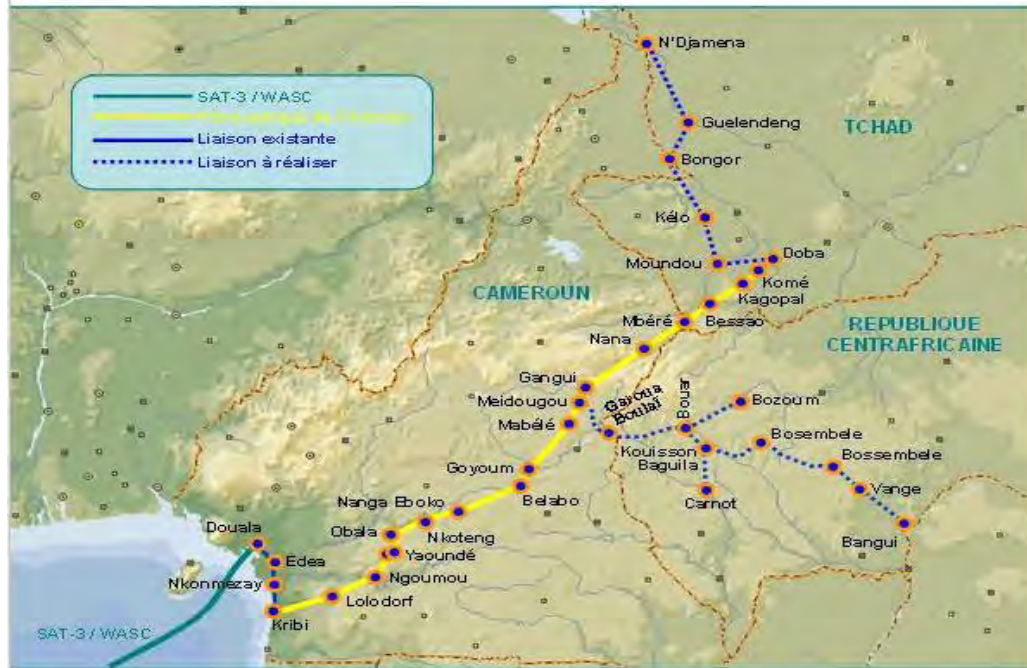 SAT-3 / WASC
Liaison existante
Liaison à réaliser
N'Djamena
Guelendeng
TCHAD
Bongor
Kélo
Doba
Moundou
Komé
CAMEROUN
Kagopal
Mbéré
Bessao
REPUBLIQUE
CENTRAFRICAINE
Nana
Gangui
Garoua
Boulaï
Meidougou
Bouar
Bozoum
Mabélé
Kouisson
Bosembele
Baguila
Bossembele
Goyoum
Carnot
Vange
Belabo
Nanga Eboko
Bangui
Douala
Obala
Nkoteng
Yaoundé
Edea
Nkonmezay
Ngoumou
Lolodorf
Kribi
SAT-3 / WASC